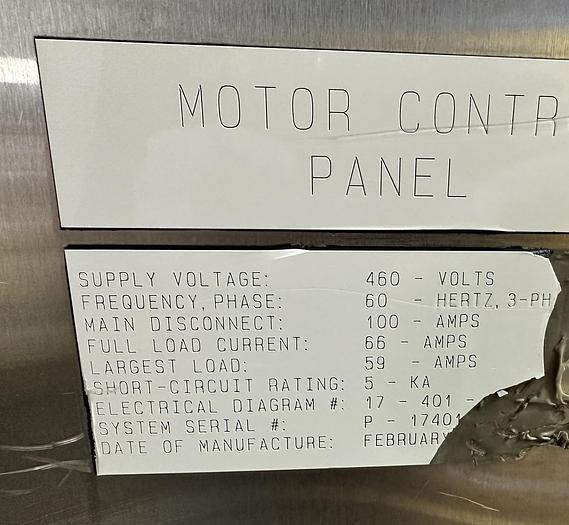 MOTOR CONTR
PANEL
SUPPLY VOLTAGE: 460 - VOLTS
FREQUENCY, PHASE: 60 - HERTZ, 3-PH
MAIN DISCONNECT: 100 - AMPS
FULL LOAD CURRENT: 66 - AMPS
LARGEST LOAD: 59 - AMPS
SHORT-CIRCUIT RATING: 5 - KA
ELECTRICAL DIAGRAM #: 17 - 401 -
SYSTEM SERIAL #: P - 17401
DATE OF MANUFACTURE: FEBRUARY